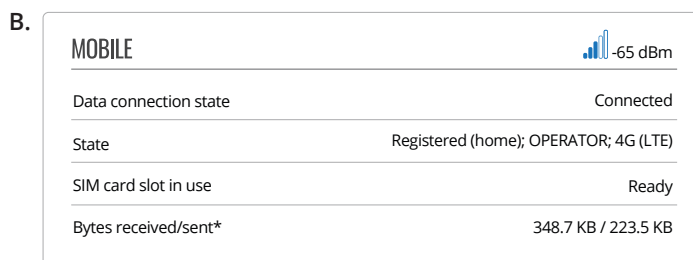 B.
MOBILE -65 dBm
Data connection state Connected
State Registered (home); OPERATOR; 4G (LTE)
SIM card slot in use Ready
Bytes received/sent* 348.7 KB / 223.5 KB